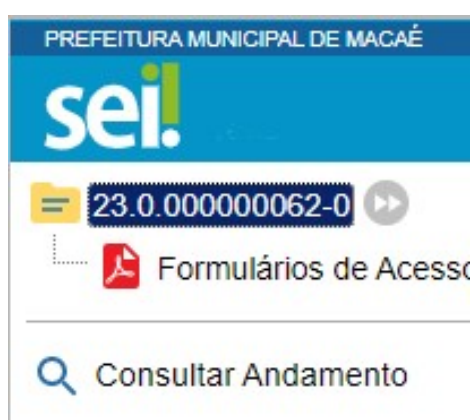 PREFEITURA MUNICIPAL DE MACAÉ
sei!
23.0.000000062-0
Formulários de Acesso
Consultar Andamento